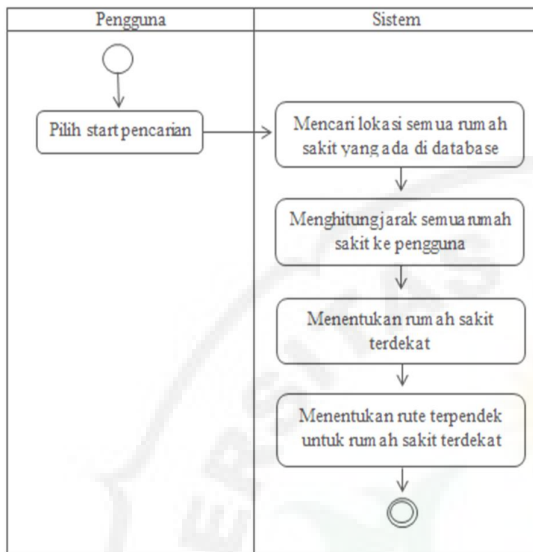 Pengguna
Sistem
Pilih start pencarian
Mencari lokasi semua rumah
sakit yang ada di database
Menghitung jarak semua rumah
sakit ke pengguna
Menentukan rumah sakit
terdekat
Menentukan rute terpendek
untuk rumah sakit terdekat
ERSITAS